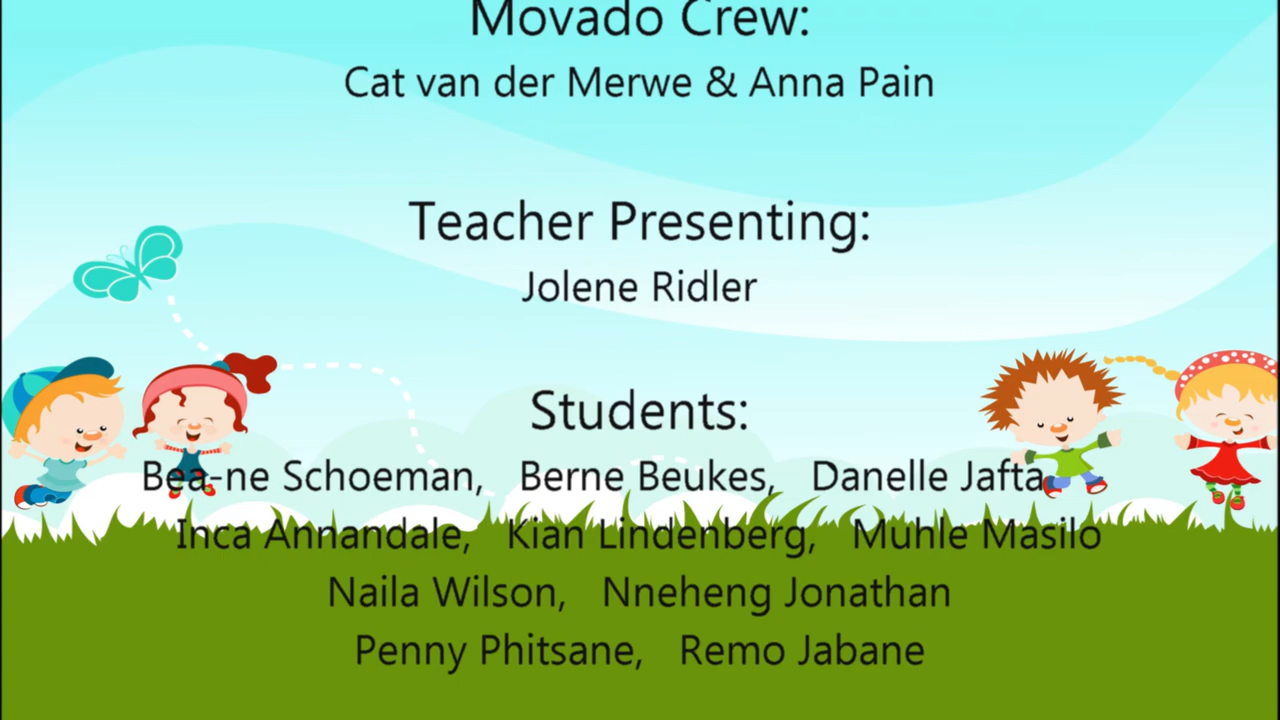 Movado Crew:
Cat van der Merwe & Anna Pain
Teacher Presenting:
Jolene Ridler
Students:
Bea-ne Schoeman, Berne Beukes, Danelle Jafta,
Inca Annandale, Kian Lindenberg, Muhle Masilo
Naila Wilson, Nneheng Jonathan
Penny Phitsane, Remo Jabane